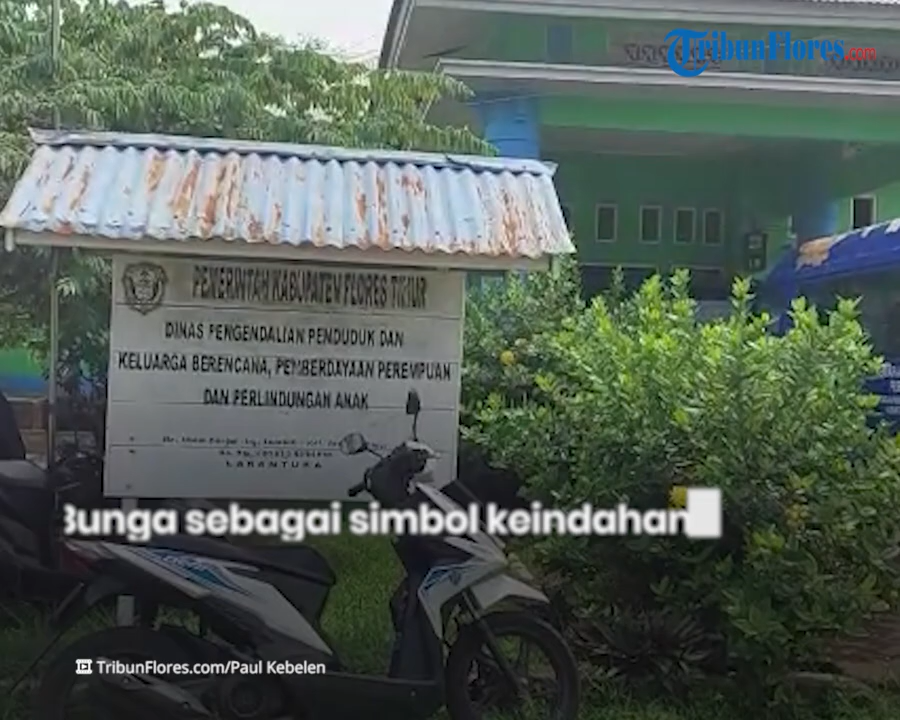 TribunFlores.com
PEMERINTAH KABUPATEN FLORES TIMUR
DINAS PENGENDALIAN PENDUDUK DAN
KELUARGA BERENCANA, PEMBERDAYAAN PEREMPUAN
DAN PERLINDUNGAN ANAK
LARANTUKA
Bunga sebagai simbol keindahan
TribunFlores.com/Paul Kebelen